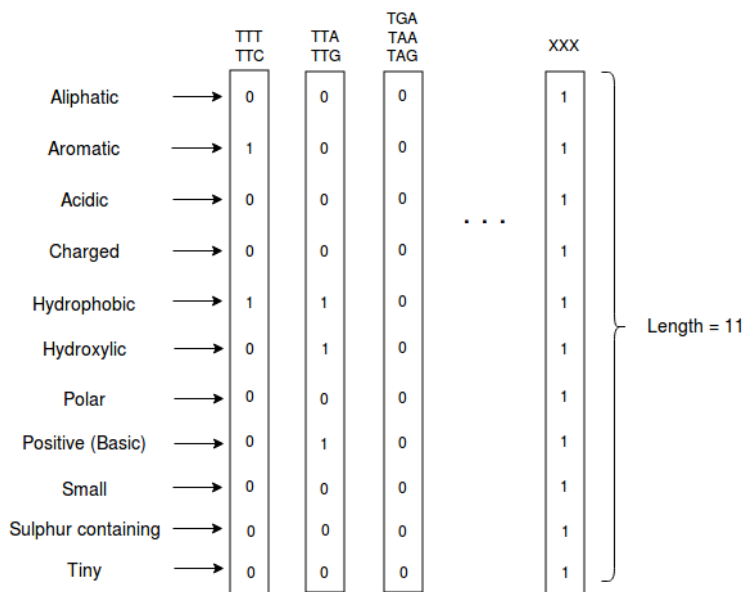 TTT TTA TGA
TTC TTG TAA
TAG
XXX
Aliphatic 0 0 0 1
Aromatic 1 0 0 1
Acidic 0 0 0 1
. . .
Charged 0 0 0 1
Hydrophobic 1 1 0 1
Length = 11
Hydroxylic 0 1 0 1
Polar 0 0 0 1
Positive (Basic) 0 1 0 1
Small 0 0 0 1
Sulphur containing 0 0 0 1
Tiny 0 0 0 1